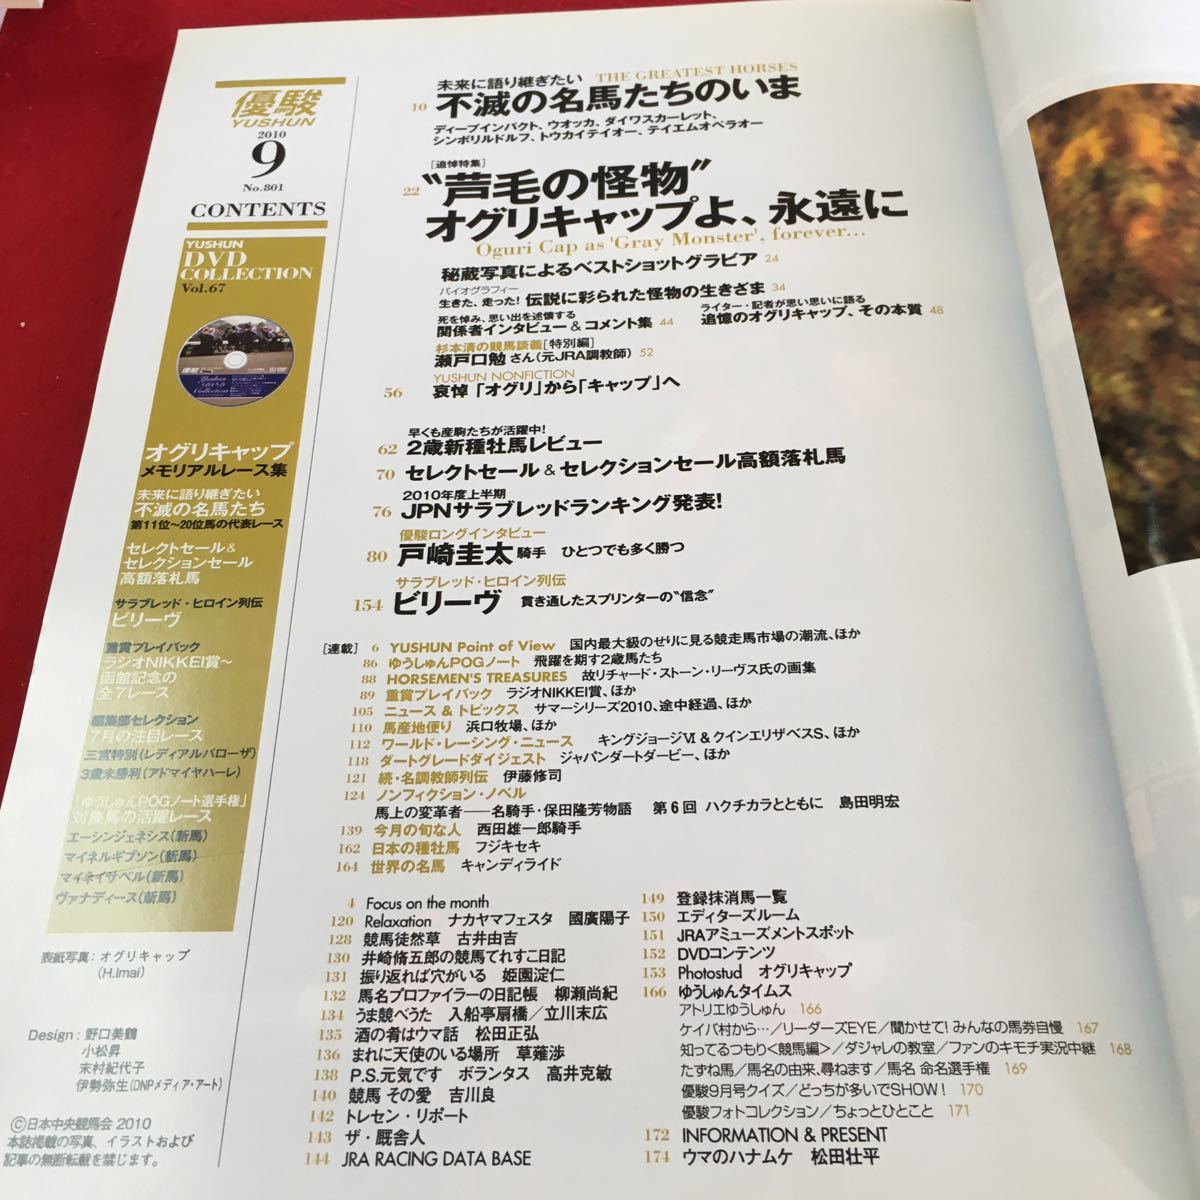 優駿
YUSHUN
2010
9
No.801
CONTENTS
YUSHUN
DVD
COLLECTION
Vol.67
オグリキャップ
メモリアルレース集
未来に語り継ぎたい
不滅の名馬たち
第11位〜20位馬の代表レース
セレクトセール&
セレクションセール
高額落札馬
サラブレッド・ヒロイン列伝
ビリーヴ
重賞プレイバック
ラジオNIKKEI賞〜
函館記念の
全7レース
編集部セレクション
7月の注目レース
三宮特別(レディアルバローザ)
3歳未勝利(アドマイヤハーレ)
「ゆうしゅんPOGノート選手権」
対象馬の活躍レース
エーシンジェネシス(新馬)
マイネルギブソン(新馬)
マイネイサベル(新馬)
ヴァナディース(新馬)
表紙写真:オグリキャップ
(H.Imai)
Design:野口美鶴
小松昇
末村紀代子
伊勢弥生(DNPメディア・アート)
©日本中央競馬会 2010
本誌掲載の写真、イラストおよび
記事の無断転載を禁じます。
未来に語り継ぎたい THE GREATEST HORSES
10 不滅の名馬たちのいま
ディープインパクト、ウオッカ、ダイワスカーレット、
シンボリルドルフ、トウカイテイオー、テイエムオペラオー
[追悼特集]
22 “芦毛の怪物”
オグリキャップよ、永遠に
Oguri Cap as 'Gray Monster', forever...
秘蔵写真によるベストショットグラビア 24
バイオグラフィー
生きた、走った!伝説に彩られた怪物の生きざま 34
死を悼み、思い出を述懐する
関係者インタビュー&コメント集 44
ライター・記者が思い思いに語る
追憶のオグリキャップ、その本質 48
杉本清の競馬談義[特別編]
瀬戸口勉さん(元JRA調教師) 52
YUSHUN NONFICTION
56 哀悼「オグリ」から「キャップ」へ
早くも産駒たちが活躍中!
62 2歳新種牡馬レビュー
70 セレクトセール&セレクションセール高額落札馬
2010年度上半期
76 JPNサラブレッドランキング発表!
優駿ロングインタビュー
80 戸崎圭太騎手 ひとつでも多く勝つ
サラブレッド・ヒロイン列伝
154 ビリーヴ 貫き通したスプリンターの“信念”
[連載] 6 YUSHUN Point of View 国内最大級のせりに見る競走馬市場の潮流、ほか
86 ゆうしゅんPOGノート 飛躍を期す2歳馬たち
88 HORSEMEN'S TREASURES 故リチャード・ストーン・リーヴス氏の画集
89 重賞プレイバック ラジオNIKKEI賞、ほか
105 ニュース&トピックス サマーシリーズ2010、途中経過、ほか
110 馬産地便り 浜口牧場、ほか
112 ワールド・レーシング・ニュース キングジョージⅥ&クインエリザベスS、ほか
118 ダートグレードダイジェスト ジャパンダートダービー、ほか
121 続・名調教師列伝 伊藤修司
124 ノンフィクション・ノベル
馬上の変革者——名騎手・保田隆芳物語 第6回 ハクチカラとともに 島田明宏
139 今月の旬な人 西田雄一郎騎手
162 日本の種牡馬 フジキセキ
164 世界の名馬 キャンディライド
4 Focus on the month
120 Relaxation ナカヤマフェスタ 國廣陽子
128 競馬徒然草 古井由吉
130 井崎脩五郎の競馬てれすこ日記
131 振り返れば穴がいる 姫園淀仁
132 馬名プロファイラーの日記帳 柳瀬尚紀
134 うま競べうた 入船亭扇橋/立川末広
135 酒の肴はウマ話 松田正弘
136 まれに天使のいる場所 草薙渉
138 P.S.元気です ボランタス 高井克敏
140 競馬 その愛 吉川良
142 トレセン・リポート
143 ザ・厩舎人
144 JRA RACING DATA BASE
149 登録抹消馬一覧
150 エディターズルーム
151 JRAアミューズメントスポット
152 DVDコンテンツ
153 Photostud オグリキャップ
166 ゆうしゅんタイムス
アトリエゆうしゅん 166
ケイバ村から…/リーダーズEYE/聞かせて!みんなの馬券自慢 167
知ってるつもり<競馬編>/ダジャレの教室/ファンのキモチ実況中継 168
たずね馬/馬名の由来、尋ねます/馬名 命名選手権 169
優駿9月号クイズ/どっちが多いでSHOW! 170
優駿フォトコレクション/ちょっとひとこと 171
172 INFORMATION & PRESENT
174 ウマのハナムケ 松田壮平